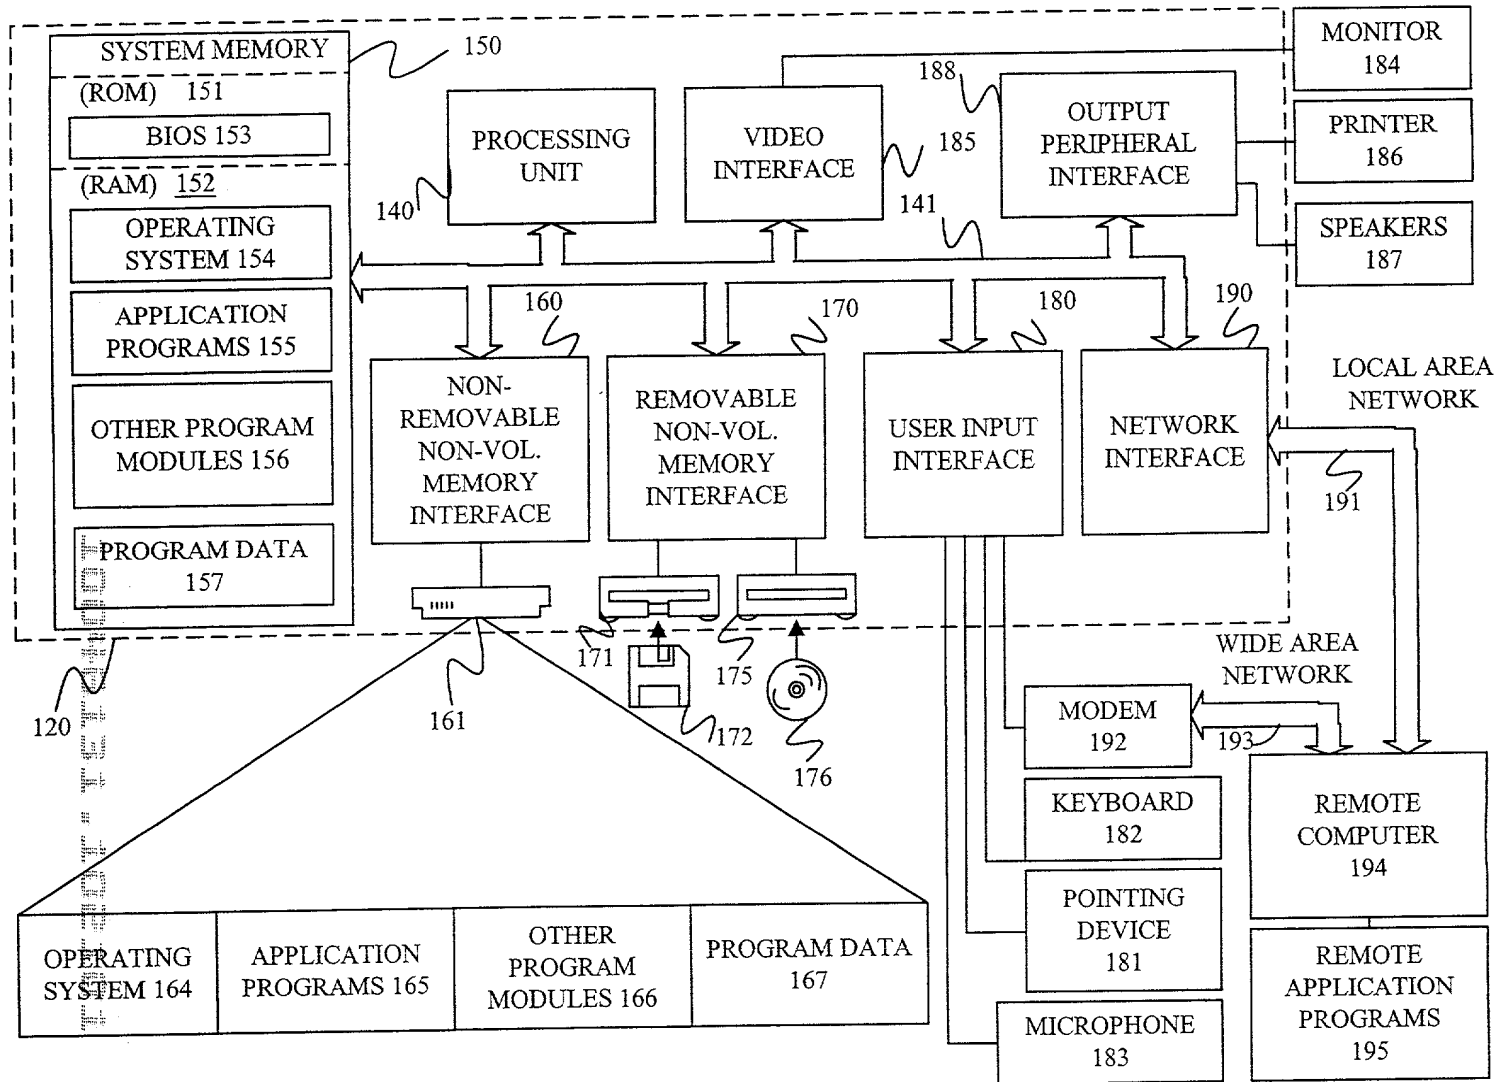 SYSTEM MEMORY
150
(ROM) 151
BIOS 153
(RAM) 152
OPERATING
SYSTEM 154
APPLICATION
PROGRAMS 155
OTHER PROGRAM
MODULES 156
PROGRAM DATA
157
120
PROCESSING
UNIT
140
VIDEO
INTERFACE
185
188
OUTPUT
PERIPHERAL
INTERFACE
141
MONITOR
184
PRINTER
186
SPEAKERS
187
160
NON-
REMOVABLE
NON-VOL.
MEMORY
INTERFACE
170
REMOVABLE
NON-VOL.
MEMORY
INTERFACE
180
USER INPUT
INTERFACE
190
NETWORK
INTERFACE
LOCAL AREA
NETWORK
191
161
171
172
175
176
WIDE AREA
NETWORK
193
MODEM
192
KEYBOARD
182
POINTING
DEVICE
181
MICROPHONE
183
REMOTE
COMPUTER
194
REMOTE
APPLICATION
PROGRAMS
195
OPERATING
SYSTEM 164
APPLICATION
PROGRAMS 165
OTHER
PROGRAM
MODULES 166
PROGRAM DATA
167